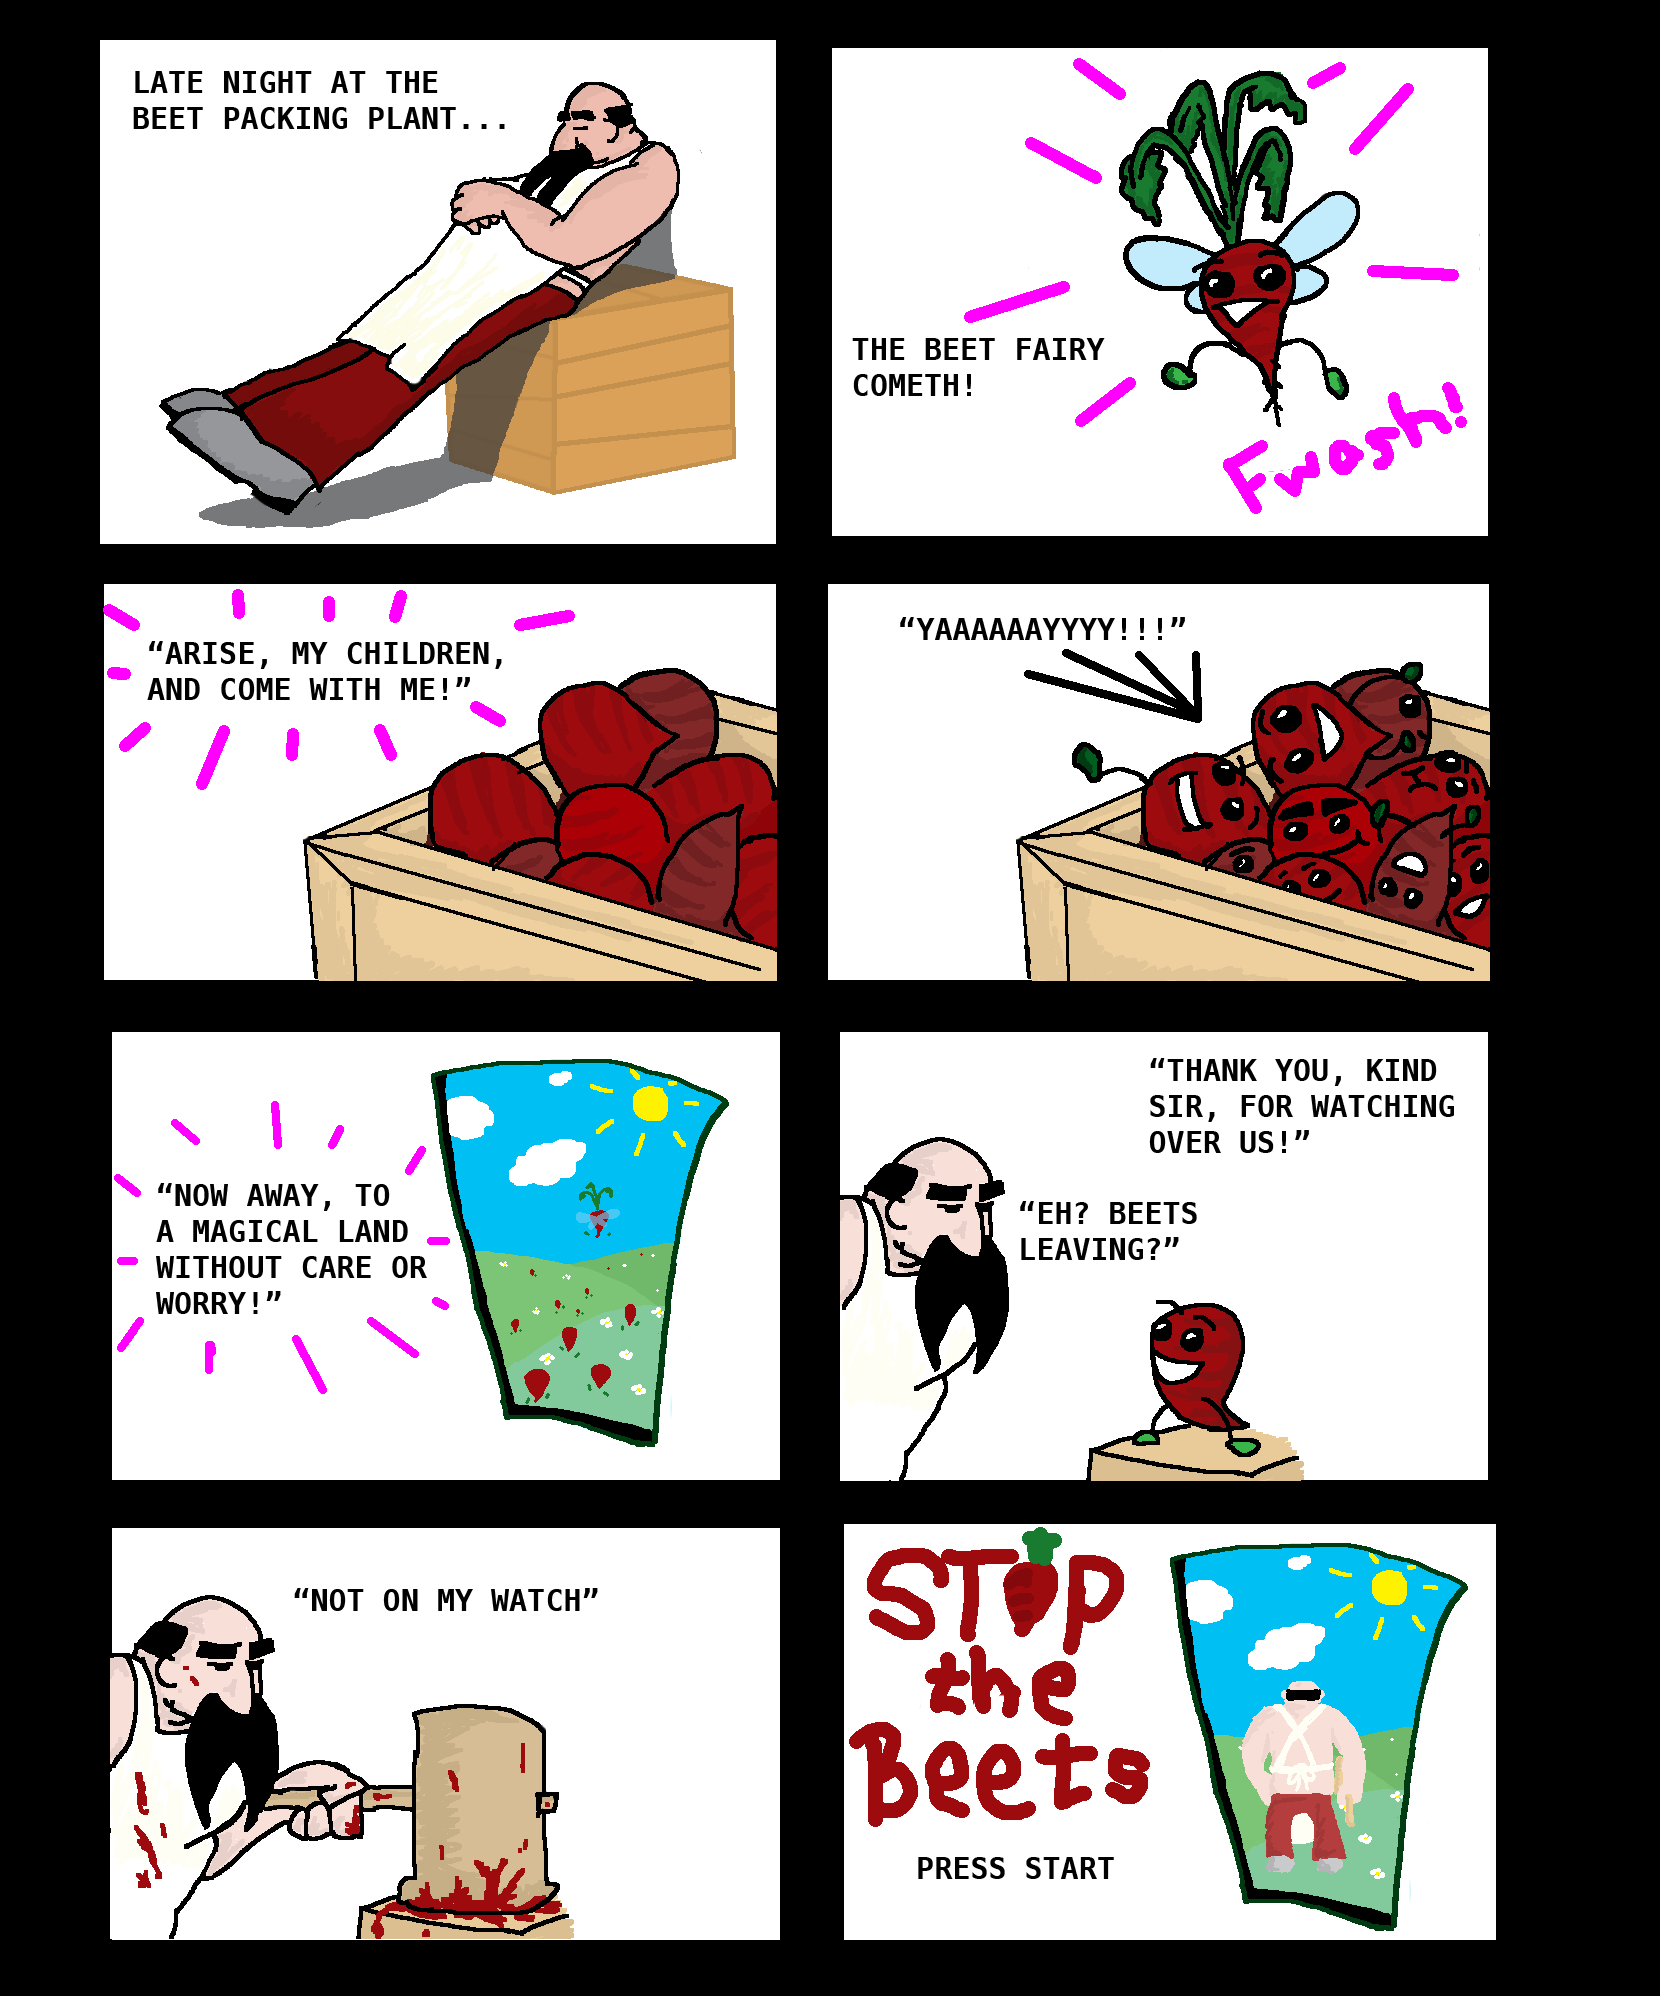 LATE NIGHT AT THE
BEET PACKING PLANT...
THE BEET FAIRY
COMETH!
Fwash!
“ARISE, MY CHILDREN,
AND COME WITH ME!”
“YAAAAAAYYYY!!!”
“NOW AWAY, TO
A MAGICAL LAND
WITHOUT CARE OR
WORRY!”
“THANK YOU, KIND
SIR, FOR WATCHING
OVER US!”
“EH? BEETS
LEAVING?”
“NOT ON MY WATCH”
STOP
the
Beets
PRESS START